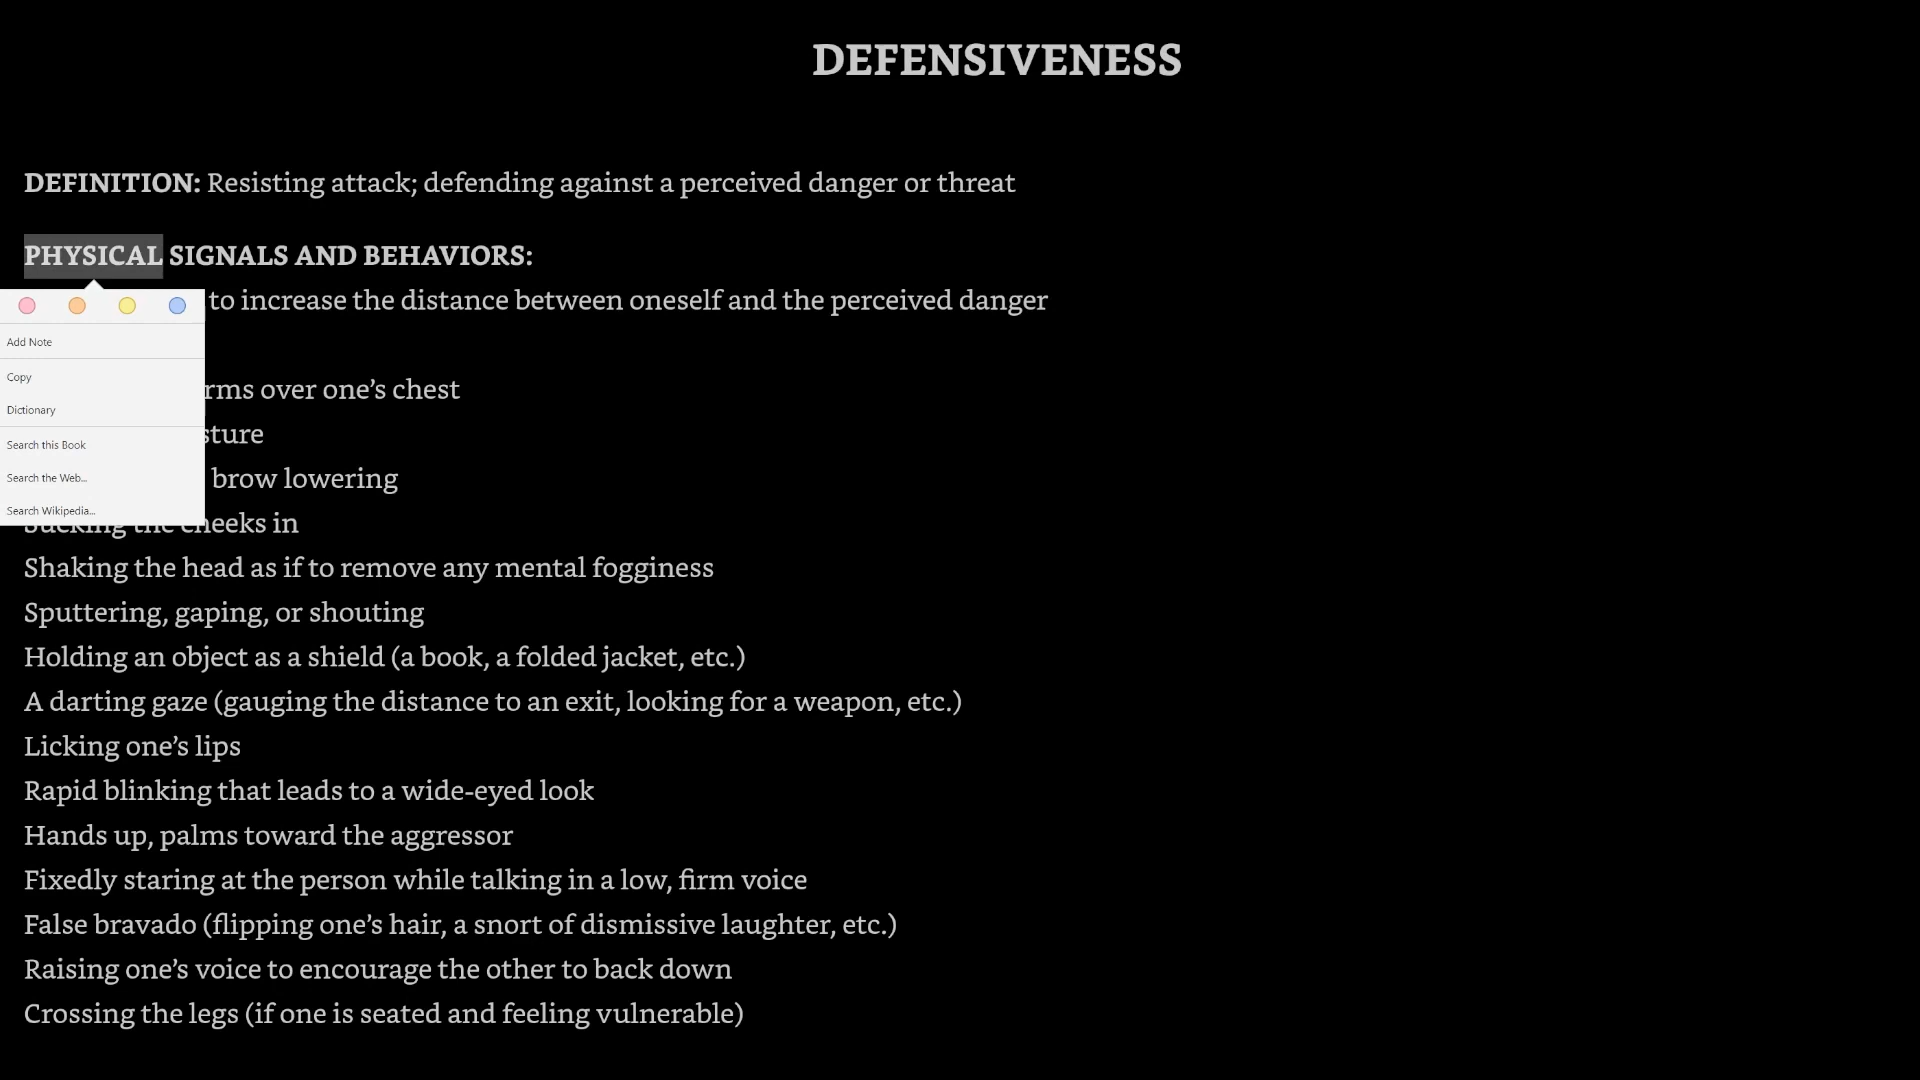 DEFENSIVENESS
DEFINITION: Resisting attack; defending against a perceived danger or threat
PHYSICAL SIGNALS AND BEHAVIORS:
to increase the distance between oneself and the perceived danger
Add Note
Copy
rms over one’s chest
Dictionary
sture
Search this Book
Search the Web...
brow lowering
Search Wikipedia...
Sucking the cheeks in
Shaking the head as if to remove any mental fogginess
Sputtering, gaping, or shouting
Holding an object as a shield (a book, a folded jacket, etc.)
A darting gaze (gauging the distance to an exit, looking for a weapon, etc.)
Licking one’s lips
Rapid blinking that leads to a wide-eyed look
Hands up, palms toward the aggressor
Fixedly staring at the person while talking in a low, firm voice
False bravado (flipping one’s hair, a snort of dismissive laughter, etc.)
Raising one’s voice to encourage the other to back down
Crossing the legs (if one is seated and feeling vulnerable)